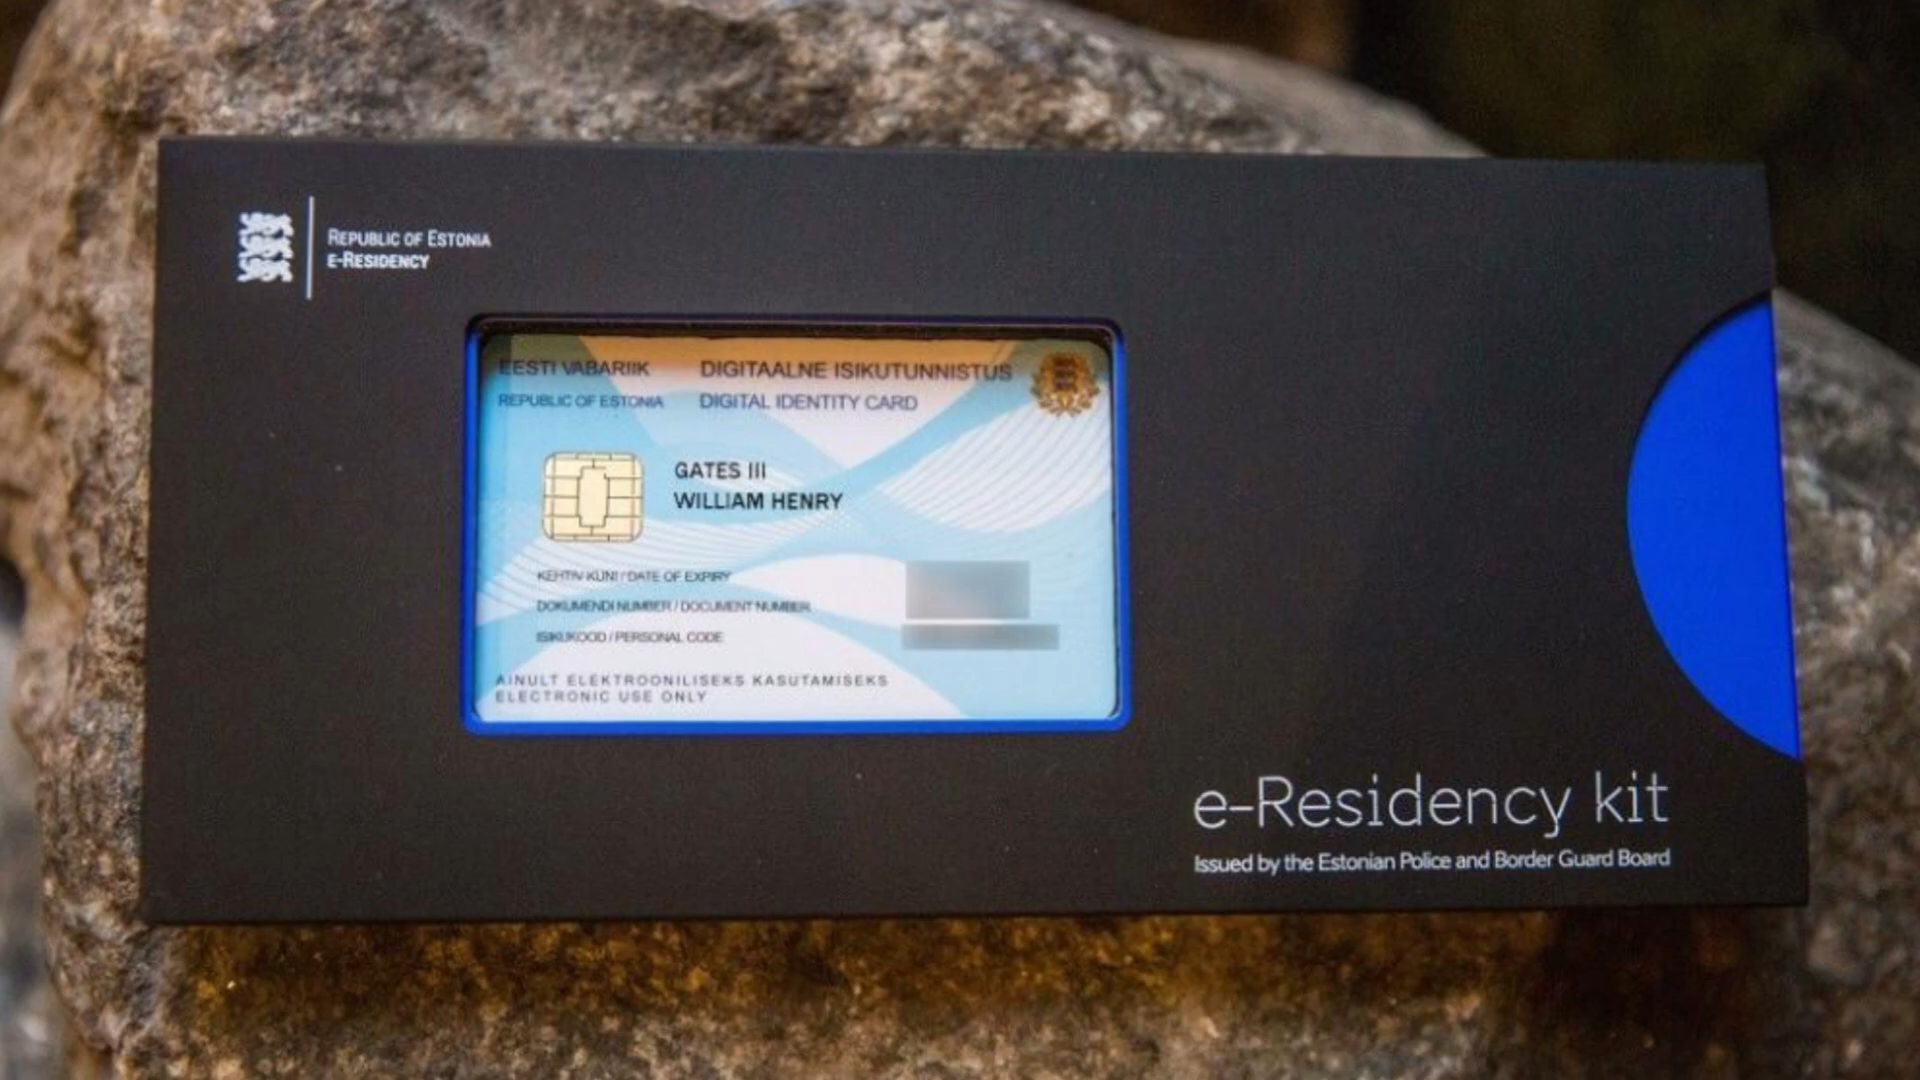 REPUBLIC OF ESTONIA
E-RESIDENCY
EESTI VABARIIK DIGITAALNE ISIKUTUNNISTUS
REPUBLIC OF ESTONIA DIGITAL IDENTITY CARD
GATES III
WILLIAM HENRY
KEHTIV KUNI / DATE OF EXPIRY
DOKUMENDI NUMBER / DOCUMENT NUMBER
ISIKUKOOD / PERSONAL CODE
AINULT ELEKTROONILISEKS KASUTAMISEKS
ELECTRONIC USE ONLY
e-Residency kit
Issued by the Estonian Police and Border Guard Board